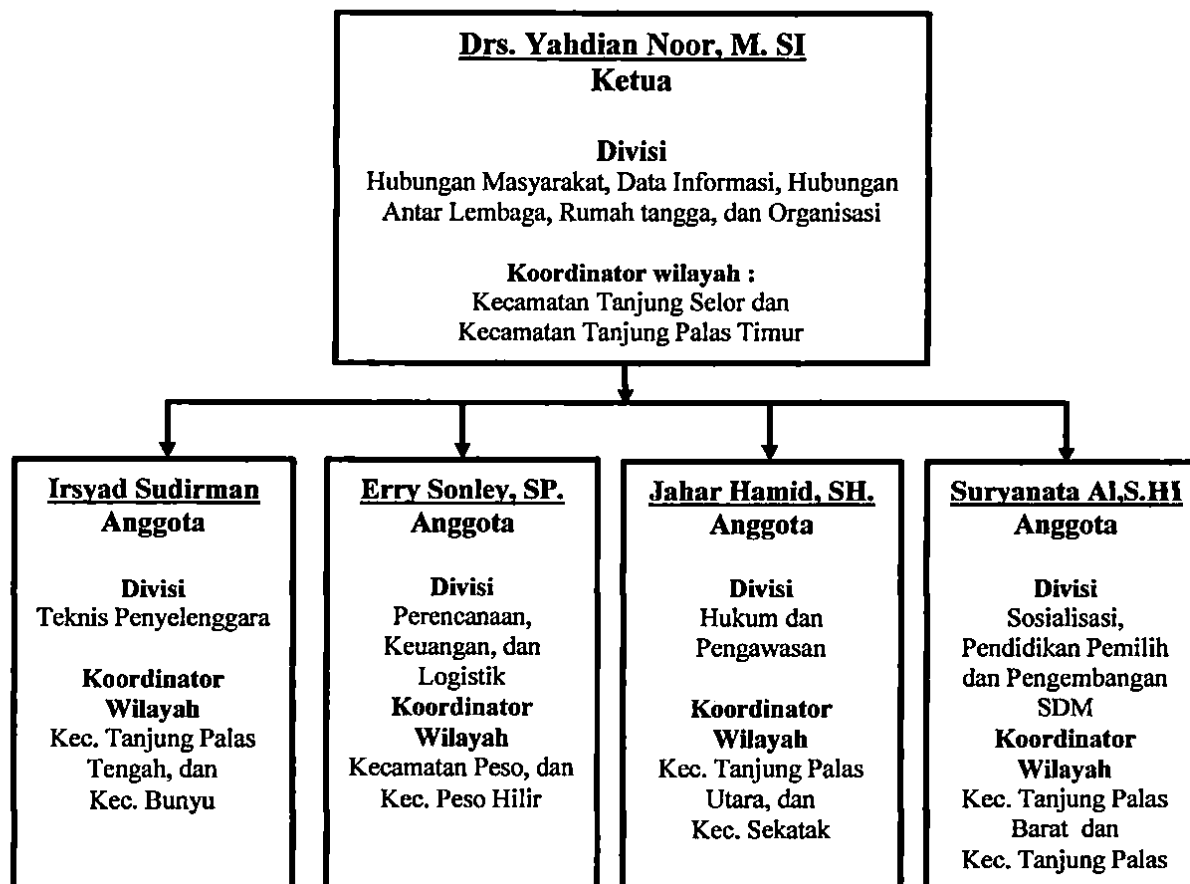 Drs. Yahdian Noor, M. SI
Ketua
Divisi
Hubungan Masyarakat, Data Informasi, Hubungan
Antar Lembaga, Rumah tangga, dan Organisasi
Koordinator wilayah :
Kecamatan Tanjung Selor dan
Kecamatan Tanjung Palas Timur
Irsyad Sudirman
Anggota
Divisi
Teknis Penyelenggara
Koordinator
Wilayah
Kec. Tanjung Palas
Tengah, dan
Kec. Bunyu
Erry Sonley, SP.
Anggota
Divisi
Perencanaan,
Keuangan, dan
Logistik
Koordinator
Wilayah
Kecamatan Peso, dan
Kec. Peso Hilir
Jahar Hamid, SH.
Anggota
Divisi
Hukum dan
Pengawasan
Koordinator
Wilayah
Kec. Tanjung Palas
Utara, dan
Kec. Sekatak
Suryanata Al,S.HI
Anggota
Divisi
Sosialisasi,
Pendidikan Pemilih
dan Pengembangan
SDM
Koordinator
Wilayah
Kec. Tanjung Palas
Barat dan
Kec. Tanjung Palas